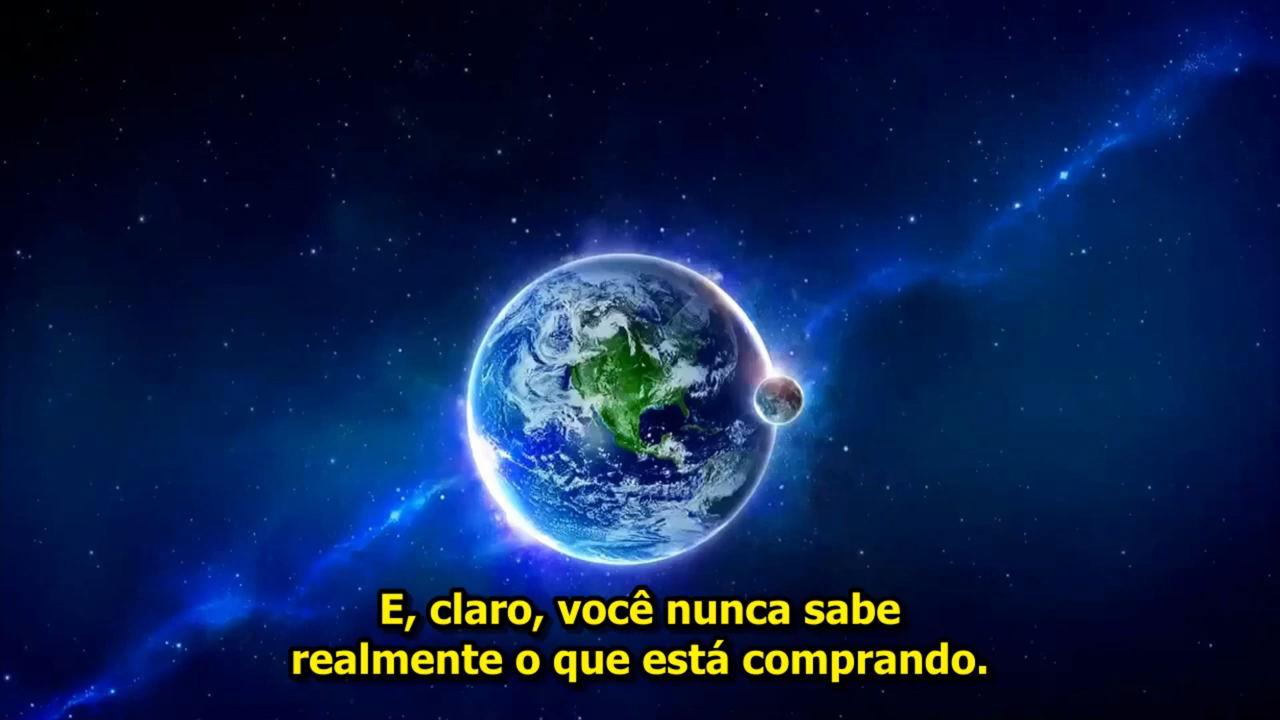 E, claro, você nunca sabe
realmente o que está comprando.